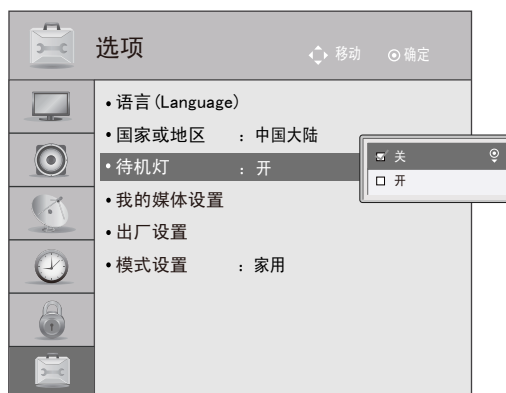 选项
移动 确定
• 语言(Language)
• 国家或地区 : 中国大陆
• 待机灯 : 开
关
开
• 我的媒体设置
• 出厂设置
• 模式设置 : 家用